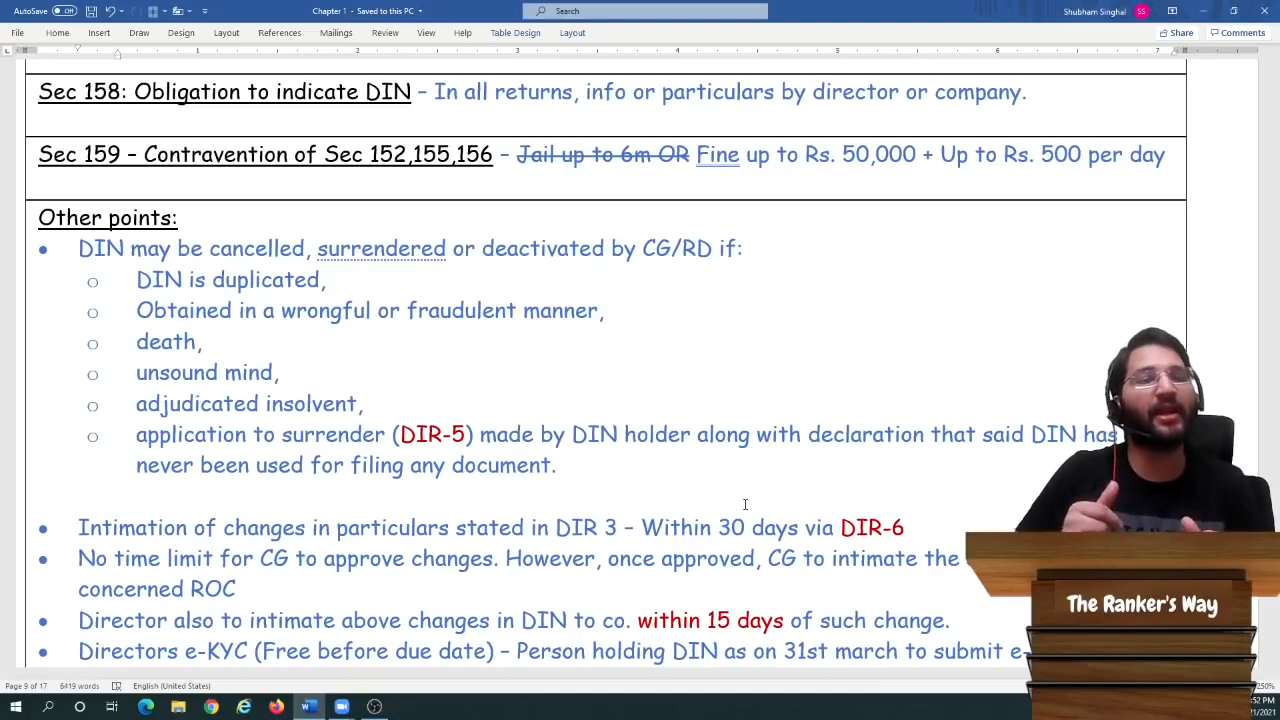 AutoSave Off
Chapter 1 - Saved to this PC
Search
Shubham Singhal SS
File Home Insert Draw Design Layout References Mailings Review View Help Table Design Layout
Share Comments
1 2 3 4 5 6 7
Sec 158: Obligation to indicate DIN – In all returns, info or particulars by director or company.
Sec 159 – Contravention of Sec 152,155,156 – Jail up to 6m OR Fine up to Rs. 50,000 + Up to Rs. 500 per day
Other points:
• DIN may be cancelled, surrendered or deactivated by CG/RD if:
o DIN is duplicated,
o Obtained in a wrongful or fraudulent manner,
o death,
o unsound mind,
o adjudicated insolvent,
o application to surrender (DIR-5) made by DIN holder along with declaration that said DIN has
never been used for filing any document.
• Intimation of changes in particulars stated in DIR 3 – Within 30 days via DIR-6
• No time limit for CG to approve changes. However, once approved, CG to intimate the
concerned ROC
• Director also to intimate above changes in DIN to co. within 15 days of such change.
• Directors e-KYC (Free before due date) – Person holding DIN as on 31st march to submit e-
The Ranker's Way
Page 9 of 17 6419 words English (United States)